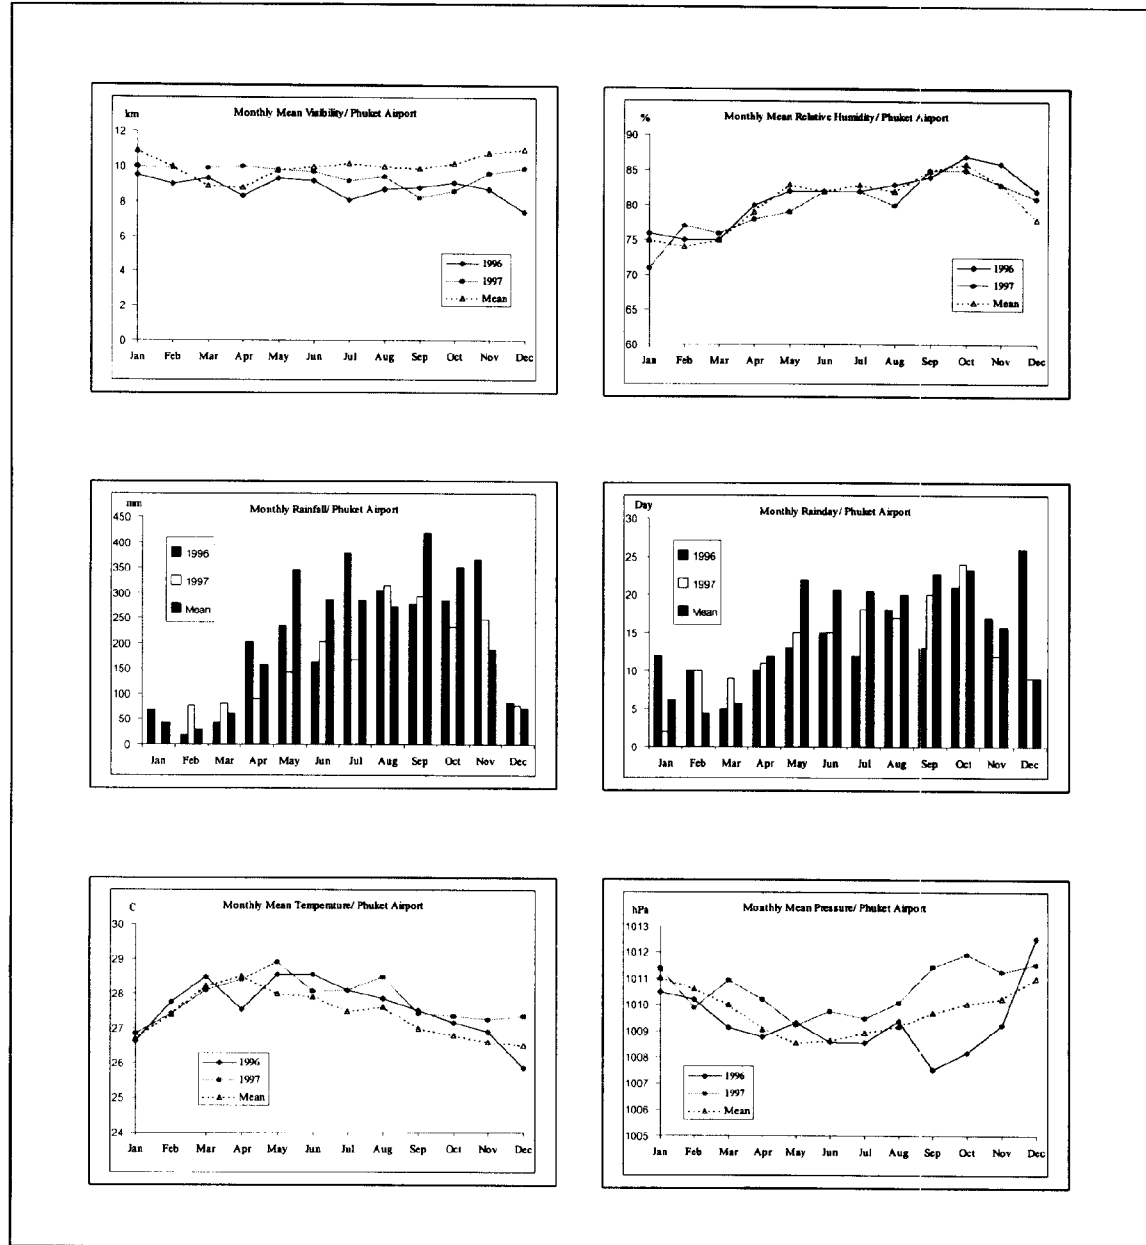 Monthly Mean Visibility/ Phuket Airport
km
12
10
8
6
4
2
0
1996
1997
Mean
Jan Feb Mar Apr May Jun Jul Aug Sep Oct Nov Dec
Monthly Mean Relative Humidity/ Phuket Airport
%
90
85
80
75
70
65
60
1996
1997
Mean
Jan Feb Mar Apr May Jun Jul Aug Sep Oct Nov Dec
mm
Monthly Rainfall/ Phuket Airport
450
400
350
300
250
200
150
100
50
0
1996
1997
Mean
Jan Feb Mar Apr May Jun Jul Aug Sep Oct Nov Dec
Day
Monthly Rainday/ Phuket Airport
30
25
20
15
10
5
0
1996
1997
Mean
Jan Feb Mar Apr May Jun Jul Aug Sep Oct Nov Dec
C
Monthly Mean Temperature/ Phuket Airport
30
29
28
27
26
25
24
1996
1997
Mean
Jan Feb Mar Apr May Jun Jul Aug Sep Oct Nov Dec
hPa
Monthly Mean Pressure/ Phuket Airport
1013
1012
1011
1010
1009
1008
1007
1006
1005
1996
1997
Mean
Jan Feb Mar Apr May Jun Jul Aug Sep Oct Nov Dec